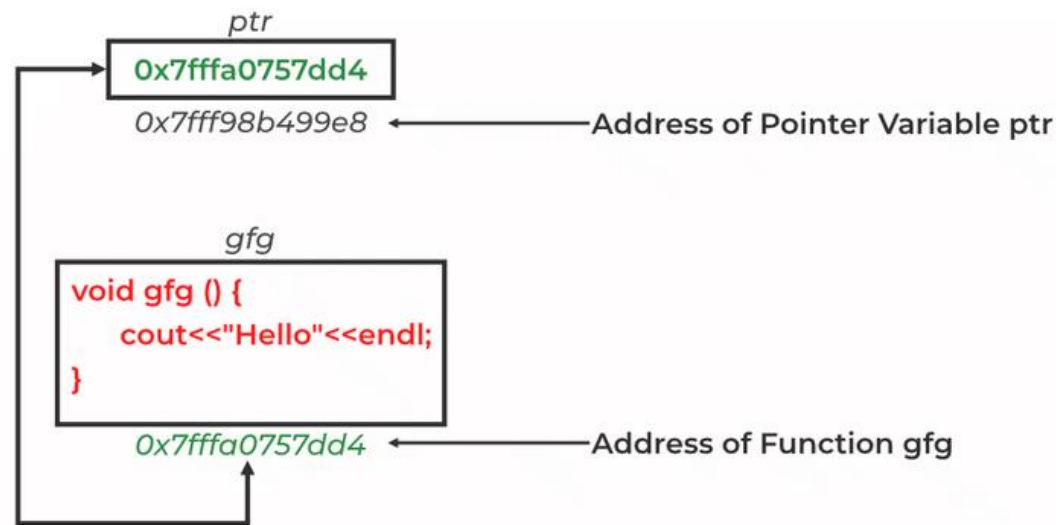 ptr
0x7fffa0757dd4
0x7fff98b499e8
Address of Pointer Variable ptr
gfg
void gfg () {
cout<<"Hello"<<endl;
}
0x7fffa0757dd4
Address of Function gfg